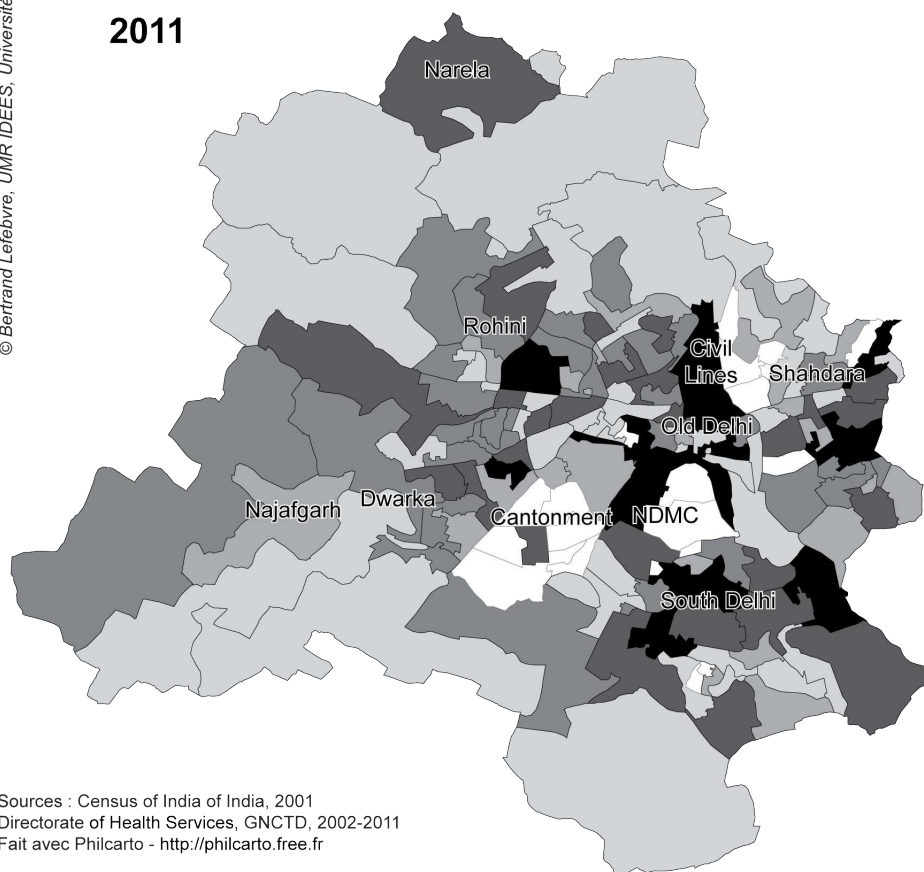 2011
© Bertrand Lefebvre, UMR IDEES, Université
Narela
Rohini
Civil
Lines
Shahdara
Old Delhi
Najafgarh
Dwarka
Cantonment
NDMC
South Delhi
Sources : Census of India of India, 2001
Directorate of Health Services, GNCTD, 2002-2011
Fait avec Philcarto - http://philcarto.free.fr